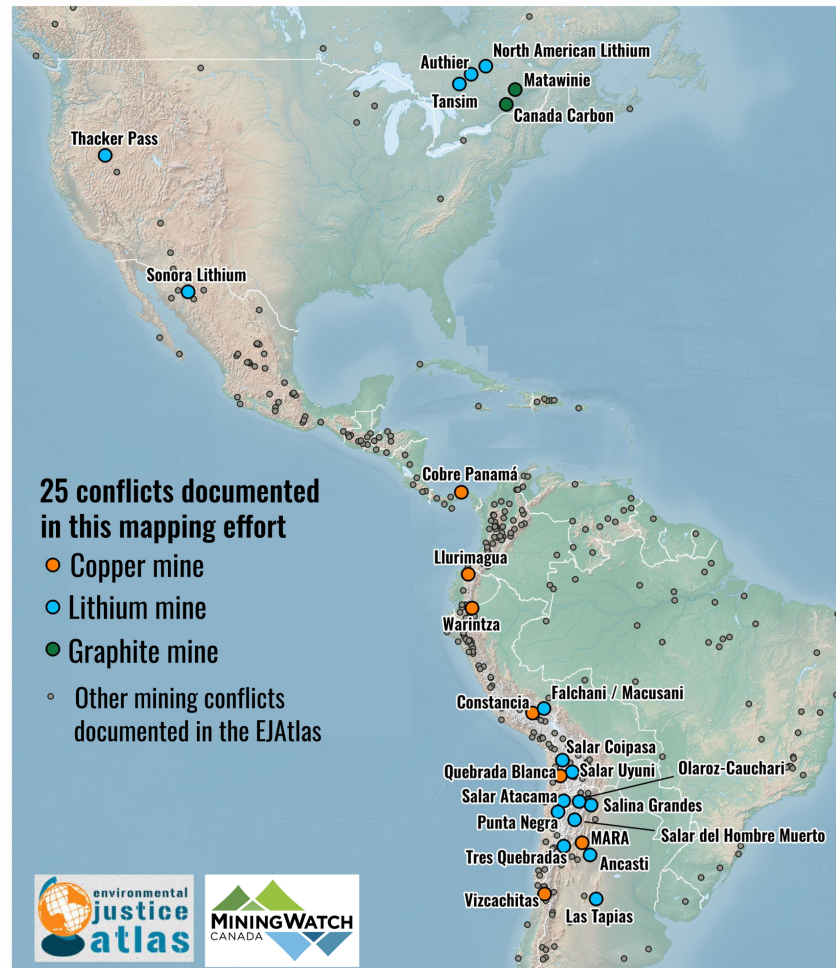 North American Lithium
Authier
Matawinie
Tansim
Canada Carbon
Thacker Pass
Sonora Lithium
Cobre Panamá
25 conflicts documented
in this mapping effort
Copper mine
Lithium mine
Graphite mine
Other mining conflicts
documented in the EJAtlas
Llurimagua
Warintza
Falchani / Macusani
Constancia
Salar Coipasa
Quebrada Blanca
Salar Uyuni
Olaroz-Cauchari
Salar Atacama
Salina Grandes
Punta Negra
Salar del Hombre Muerto
MARA
Tres Quebradas
Ancasti
Vizcachitas
Las Tapias
environmental
justice
atlas
MININGWATCH
CANADA